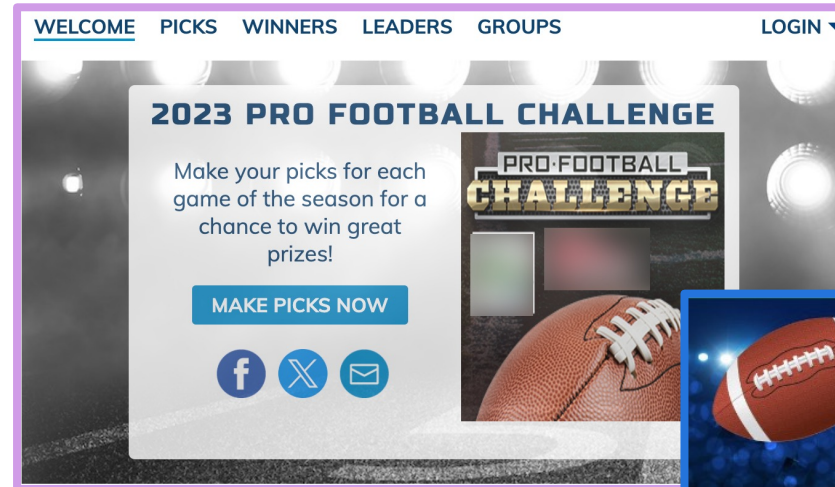 WELCOME PICKS WINNERS LEADERS GROUPS LOGIN
2023 PRO FOOTBALL CHALLENGE
Make your picks for each
game of the season for a
chance to win great
prizes!
MAKE PICKS NOW
PRO·FOOTBALL
CHALLENGE